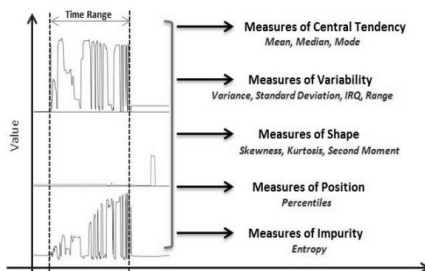 Time Range
Value
Measures of Central Tendency
Mean, Median, Mode
Measures of Variability
Variance, Standard Deviation, IRQ, Range
Measures of Shape
Skewness, Kurtosis, Second Moment
Measures of Position
Percentiles
Measures of Impurity
Entropy